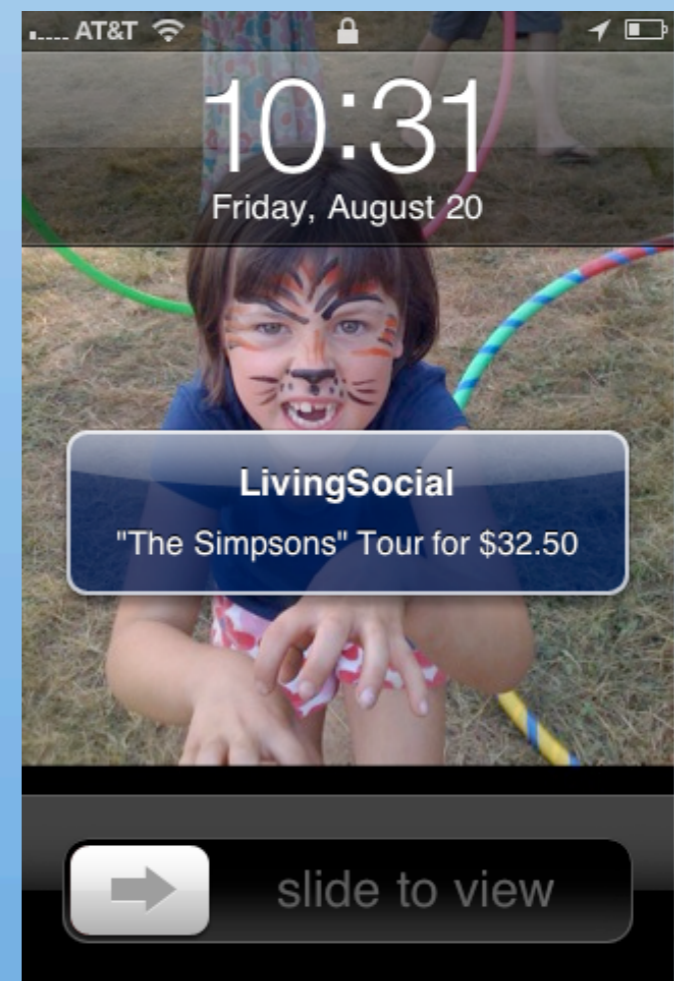 AT&T
10:31
Friday, August 20
LivingSocial
"The Simpsons" Tour for $32.50
slide to view